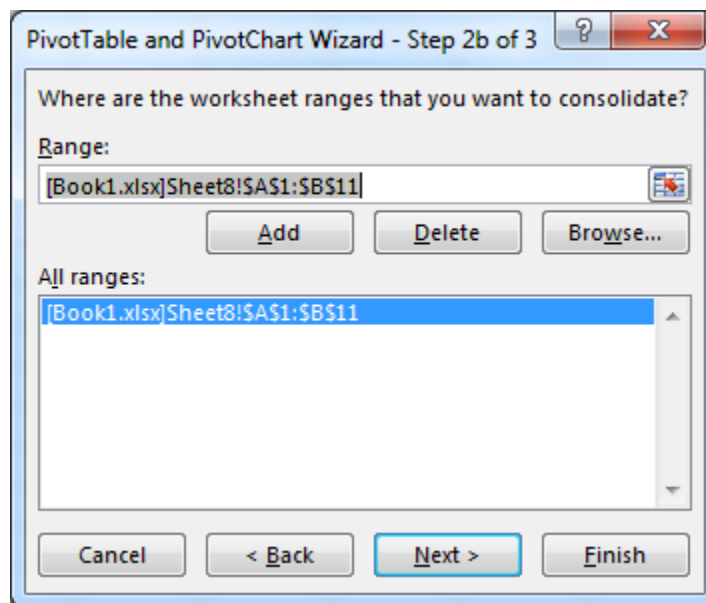 PivotTable and PivotChart Wizard - Step 2b of 3 ? X
Where are the worksheet ranges that you want to consolidate?
Range:
[Book1.xlsx]Sheet8!$A$1:$B$11
Add Delete Browse...
All ranges:
[Book1.xlsx]Sheet8!$A$1:$B$11
Cancel < Back Next > Finish